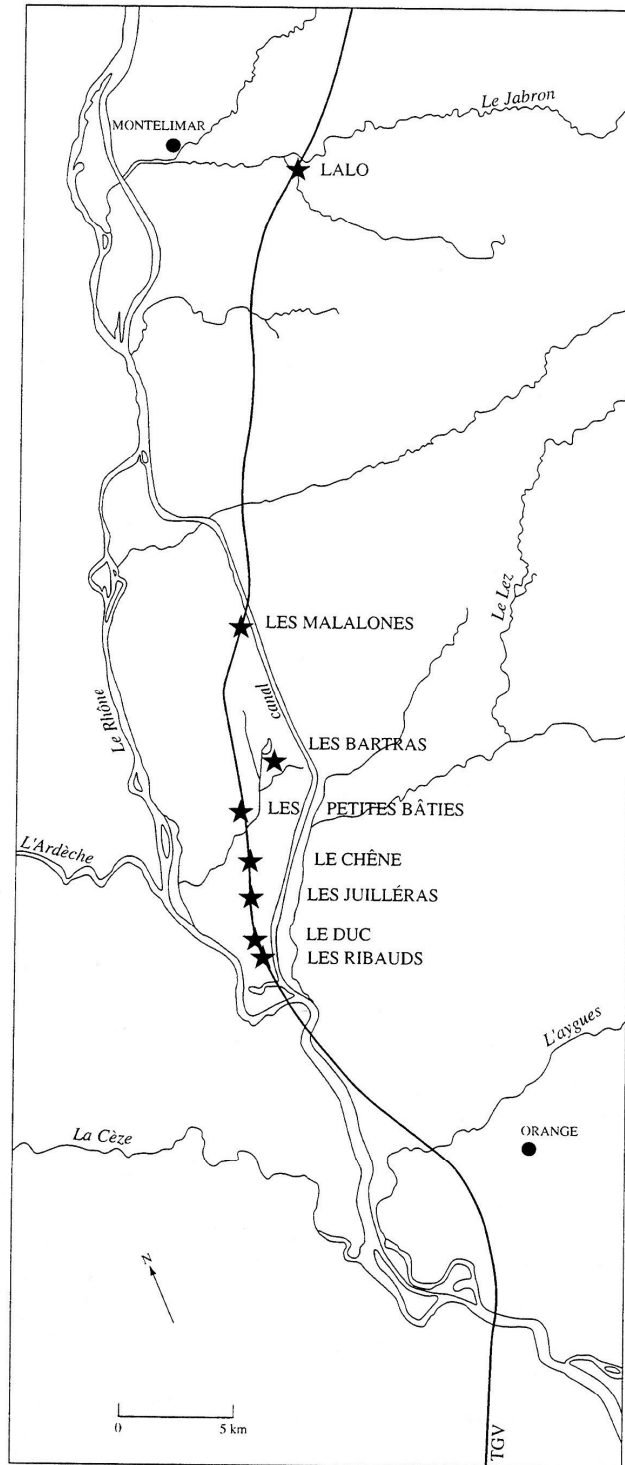 Le Jabron
MONTELIMAR
LALO
LES MALALONES
Le Lez
canal
Le Rhône
LES BARTRAS
LES PETITES BÂTIES
L'Ardèche
LE CHÊNE
LES JUILLÉRAS
LE DUC
LES RIBAUDS
L'aygues
La Cèze
ORANGE
N
0 5 km
TGV